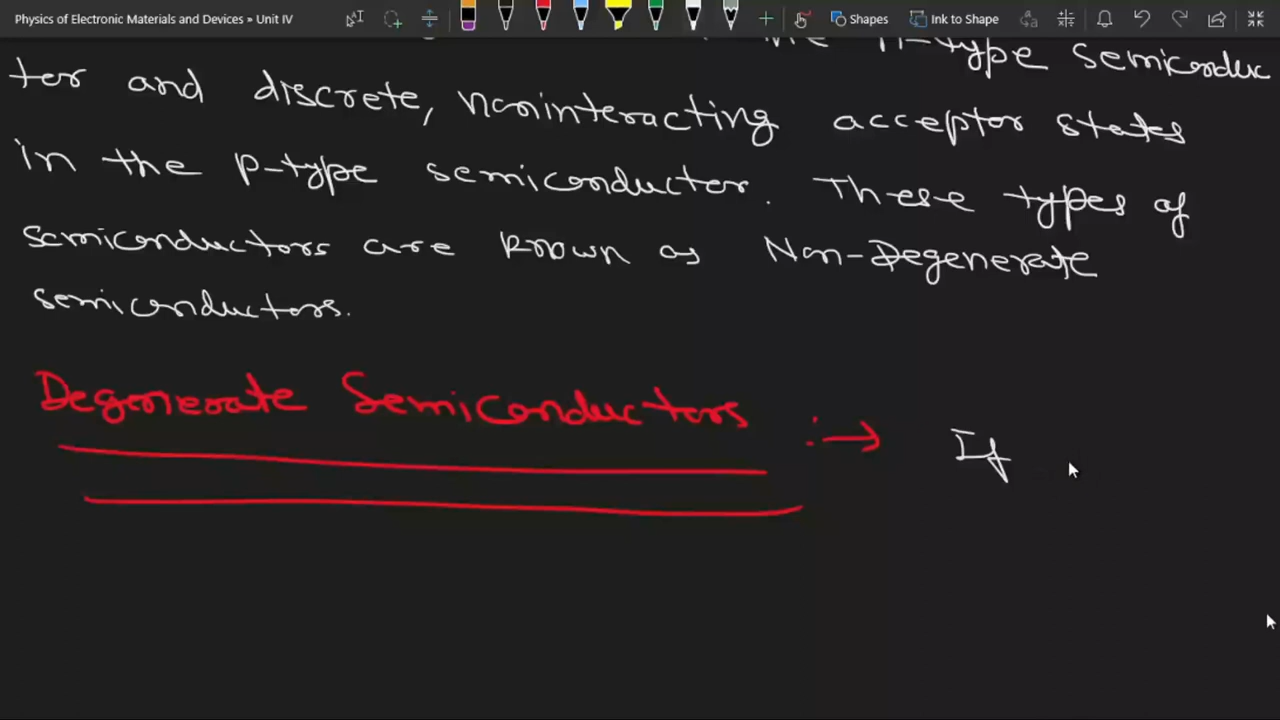 Physics of Electronic Materials and Devices » Unit IV
Shapes
Ink to Shape
the n-type semiconduc
tor and discrete, noninteracting acceptor states
in the p-type semiconductor. These types of
semiconductors are known as Non-Degenerate
semiconductors.
Degenerate Semiconductors :→ If